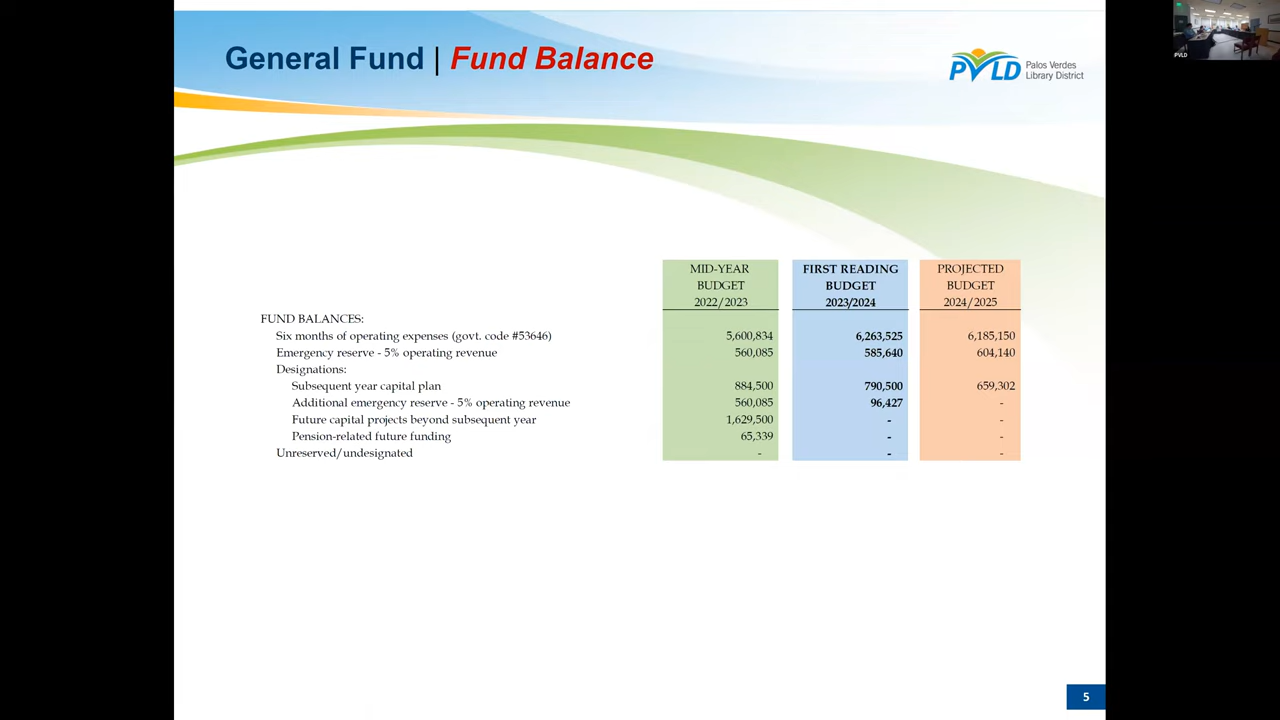 General Fund | Fund Balance
PVLD Palos Verdes
Library District
PVLD
MID-YEAR FIRST READING PROJECTED
BUDGET BUDGET BUDGET
2022/2023 2023/2024 2024/2025
FUND BALANCES:
Six months of operating expenses (govt. code #53646) 5,600,834 6,263,525 6,185,150
Emergency reserve - 5% operating revenue 560,085 585,640 604,140
Designations:
Subsequent year capital plan 884,500 790,500 659,302
Additional emergency reserve - 5% operating revenue 560,085 96,427 -
Future capital projects beyond subsequent year 1,629,500 - -
Pension-related future funding 65,339 - -
Unreserved/undesignated - - -
5